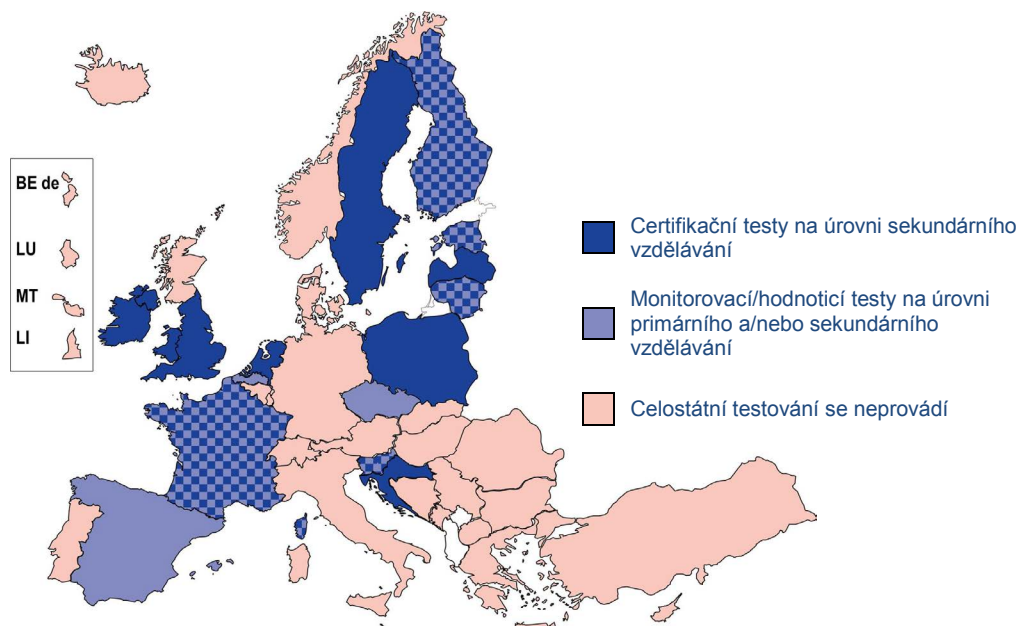 BE de
LU
MT
LI
Certifikační testy na úrovni sekundárního
vzdělávání
Monitorovací/hodnoticí testy na úrovni
primárního a/nebo sekundárního
vzdělávání
Celostátní testování se neprovádí